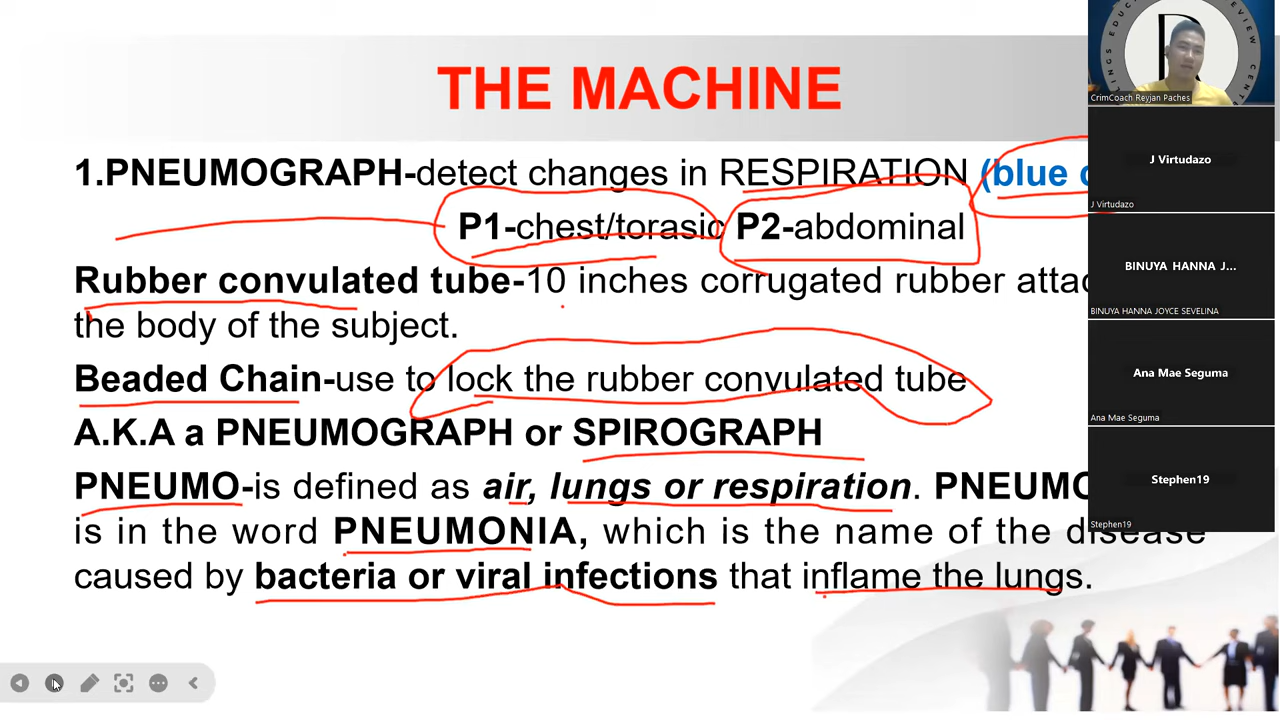 THE MACHINE
1.PNEUMOGRAPH-detect changes in RESPIRATION (blue
P1-chest/torasic P2-abdominal
Rubber convulated tube-10 inches corrugated rubber
the body of the subject.
Beaded Chain-use to lock the rubber convulated tube
A.K.A a PNEUMOGRAPH or SPIROGRAPH
PNEUMO-is defined as air, lungs or respiration. PNEUMO
is in the word PNEUMONIA, which is the name of the disease
caused by bacteria or viral infections that inflame the lungs.
CrimCoach Reyjan Paches
J Virtudazo
J Virtudazo
BINUYA HANNA J...
BINUYA HANNA JOYCE SEVELINA
Ana Mae Seguma
Ana Mae Seguma
Stephen19
Stephen19